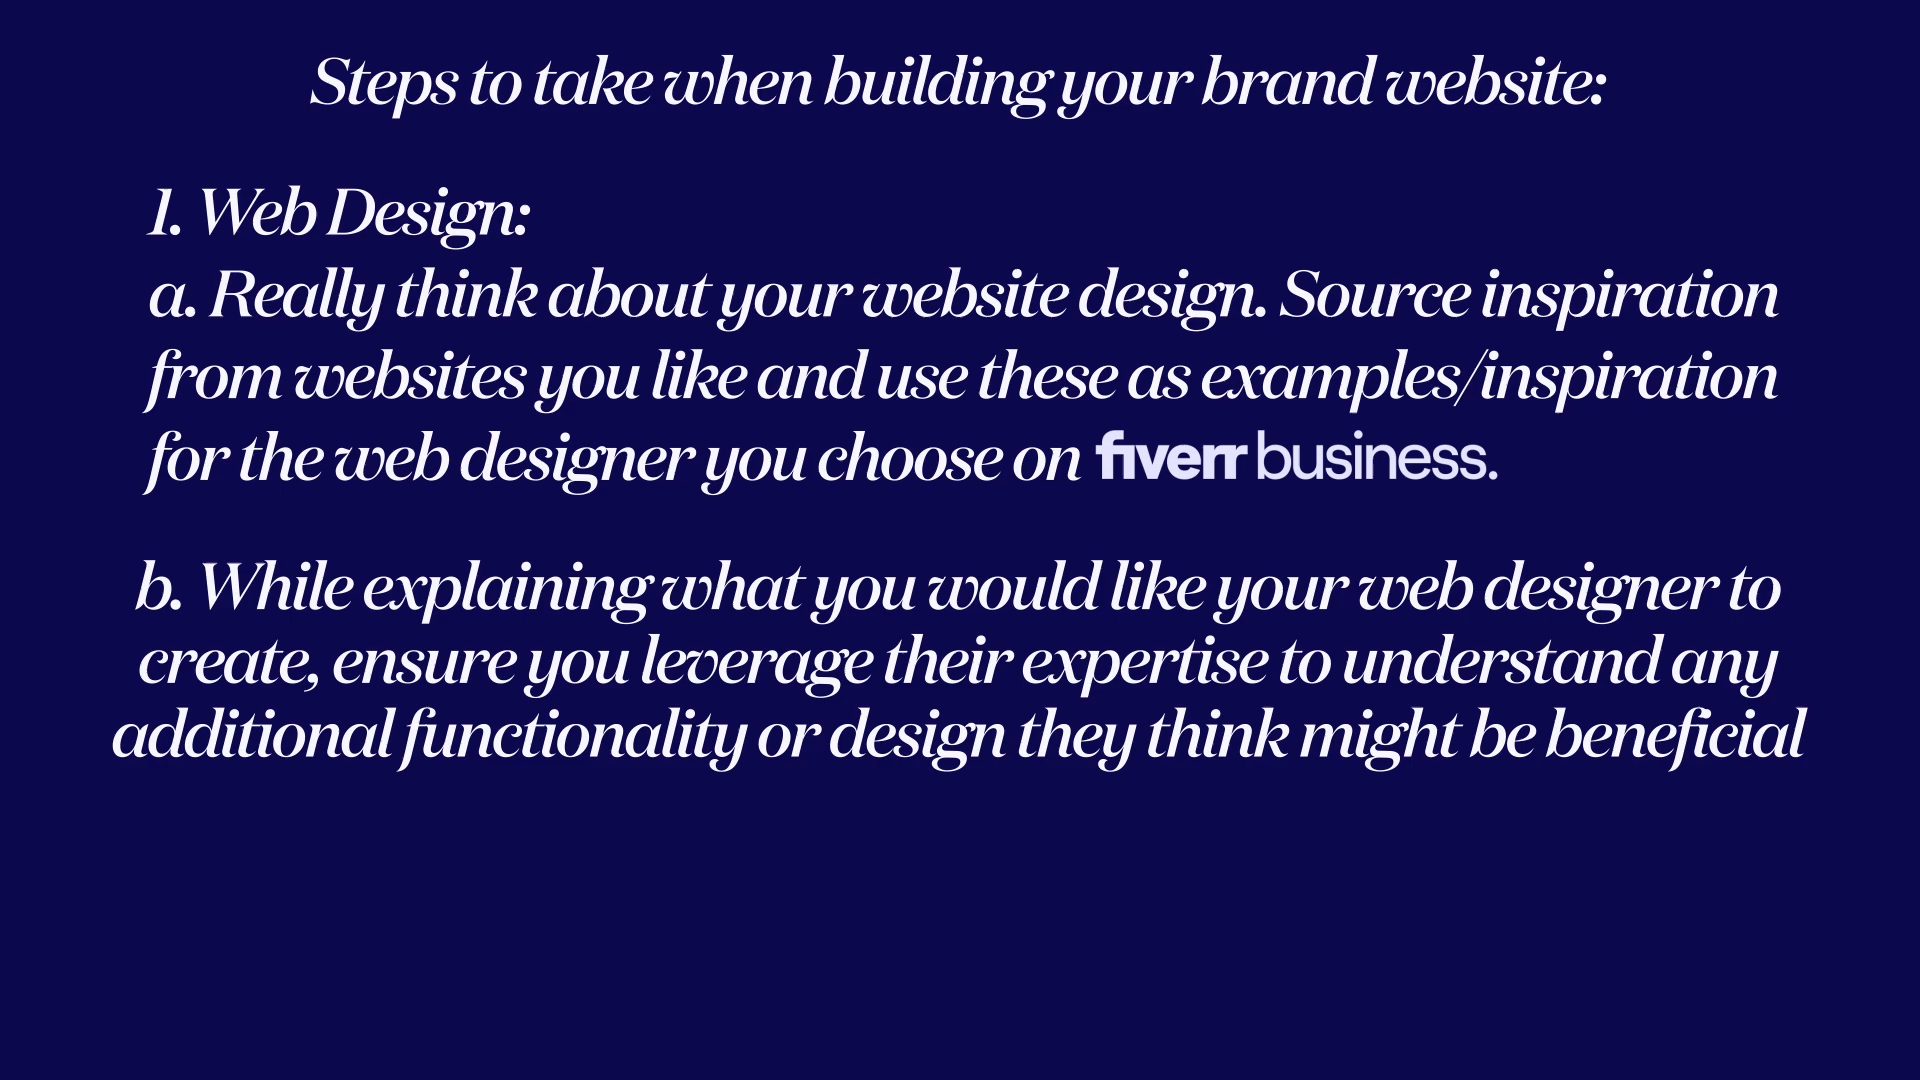 Steps to take when building your brand website:
1. Web Design:
a. Really think about your website design. Source inspiration
from websites you like and use these as examples/inspiration
for the web designer you choose on fiverr business.
b. While explaining what you would like your web designer to
create, ensure you leverage their expertise to understand any
additional functionality or design they think might be beneficial